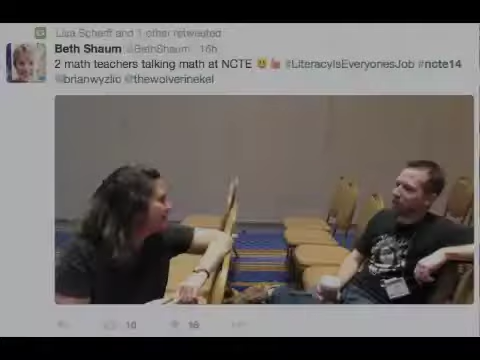 Lisa Scherff and 1 other retweeted
Beth Shaum @BethShaum · 16h
2 math teachers talking math at NCTE #LiteracyIsEveryonesJob #ncte14
@brianwyzlic @thewolverinekel
10 16